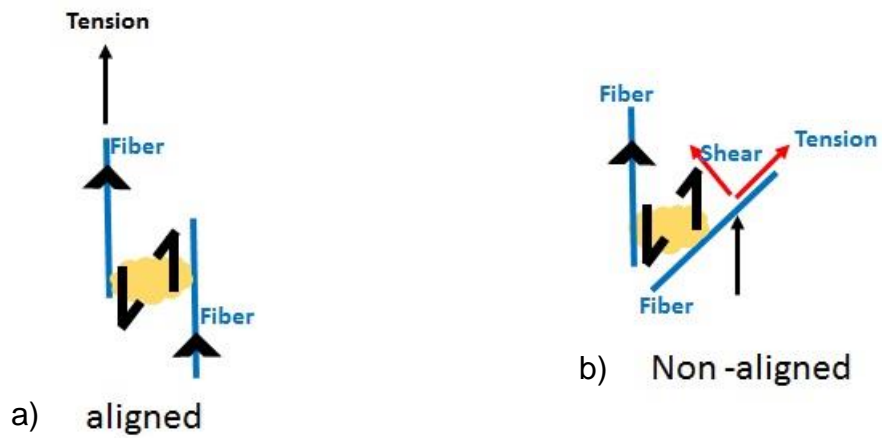 Tension
Fiber
Fiber
a) aligned
Fiber
Shear
Tension
Fiber
b) Non -aligned